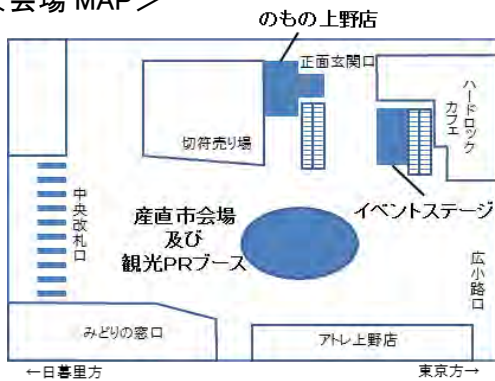 会場 MAP＞
のもの上野店
正面玄関口
ハードロック
カフェ
切符売り場
中央改札口
産直市会場
及び
観光PRブース
イベントステージ
広小路口
みどりの窓口
アトレ上野店
←日暮里方
東京方→